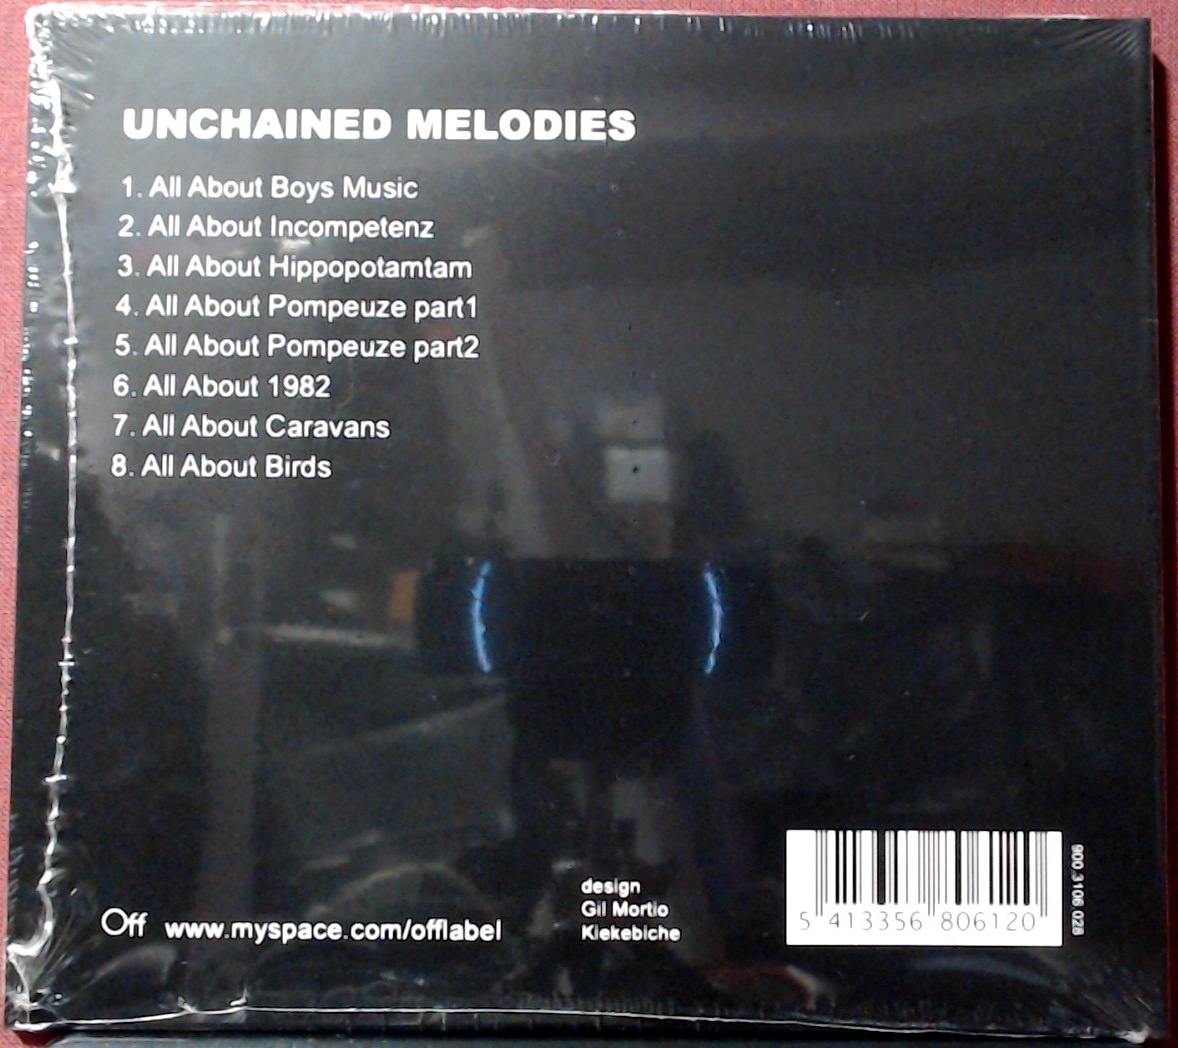 UNCHAINED MELODIES
1. All About Boys Music
2. All About Incompetenz
3. All About Hippopotamtam
4. All About Pompeuze part1
5. All About Pompeuze part2
6. All About 1982
7. All About Caravans
8. All About Birds
Off www.myspace.com/offlabel
design
Gil Mortio
Kiekebiche
5 413356 806120
900.3106.028